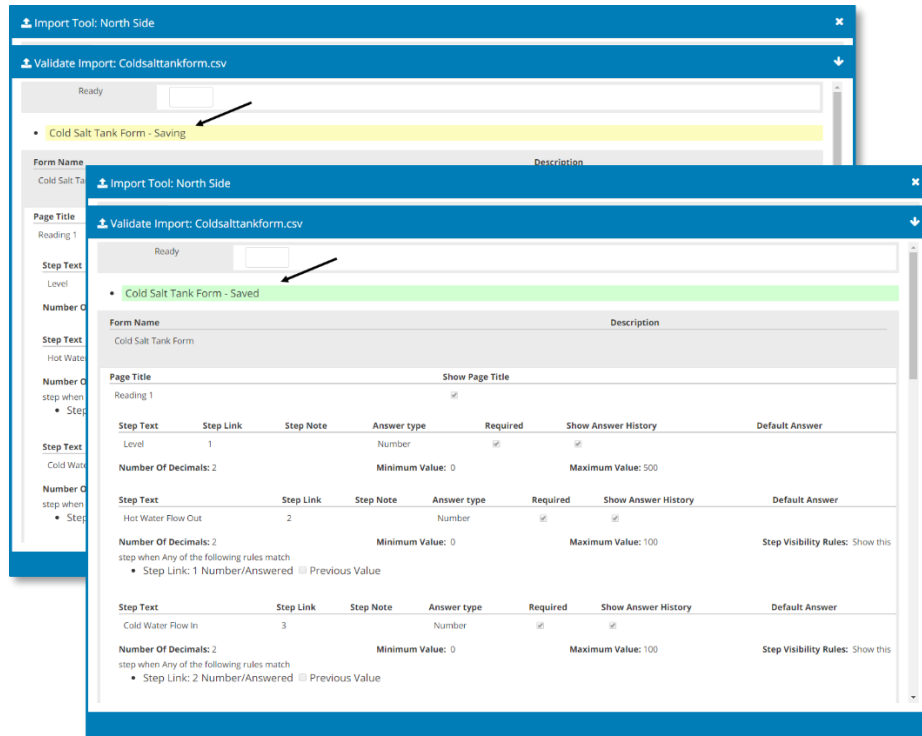 Import Tool: North Side
Validate Import: Coldsalttankform.csv
Ready
Cold Salt Tank Form - Saving
Form Name Description
Cold Salt
Page Title
Reading 1
Step Text
Level
Number
Step Text
Hot Water
Number
step when
Step Text
Cold
Number
step when
Import Tool: North Side
Validate Import: Coldsalttankform.csv
Ready
Cold Salt Tank Form - Saved
Form Name Description
Cold Salt Tank Form
Page Title Show Page Title
Reading 1
Step Text Step Link Step Note Answer type Required Show Answer History Default Answer
Level 1 Number
Number Of Decimals: 2 Minimum Value: 0 Maximum Value: 500
Step Text Step Link Step Note Answer type Required Show Answer History Default Answer
Hot Water Flow Out 2 Number
Number Of Decimals: 2 Minimum Value: 0 Maximum Value: 100 Step Visibility Rules: Show this
step when Any of the following rules match
• Step Link: 1 Number/Answered Previous Value
Step Text Step Link Step Note Answer type Required Show Answer History Default Answer
Cold Water Flow In 3 Number
Number Of Decimals: 2 Minimum Value: 0 Maximum Value: 100 Step Visibility Rules: Show this
step when Any of the following rules match
• Step Link: 2 Number/Answered Previous Value